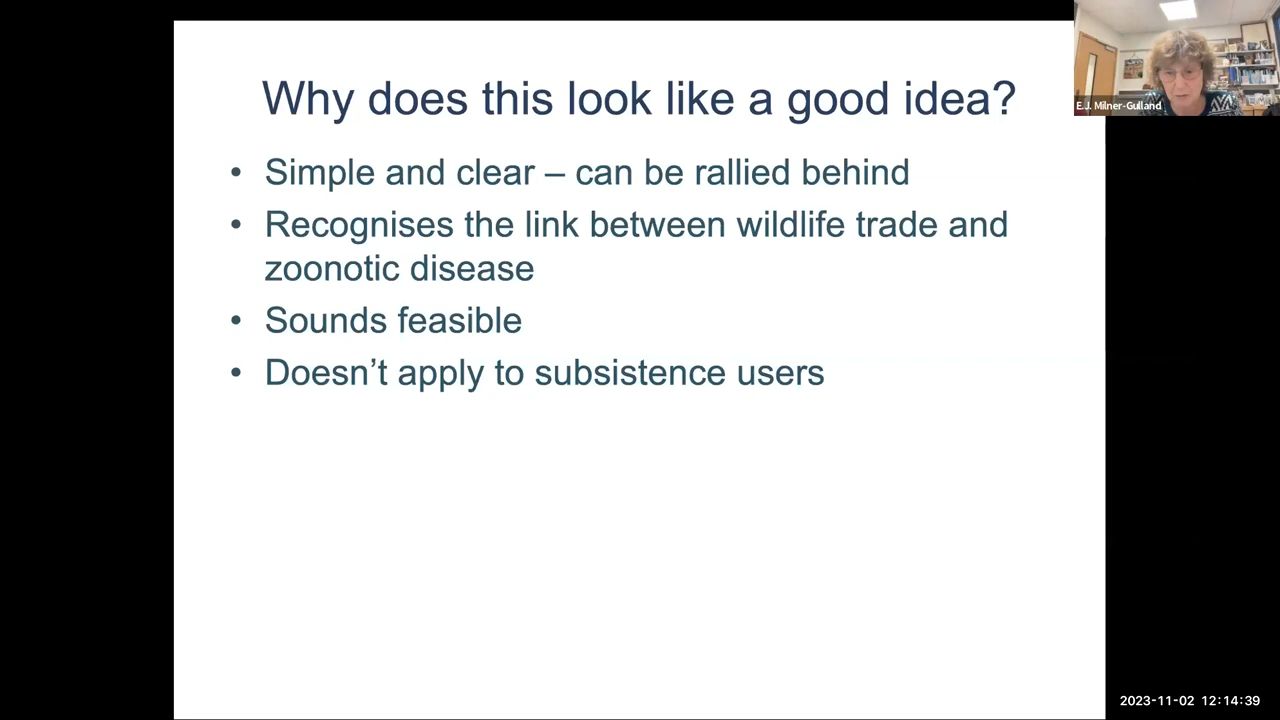 Why does this look like a good idea?
• Simple and clear – can be rallied behind
• Recognises the link between wildlife trade and
zoonotic disease
• Sounds feasible
• Doesn't apply to subsistence users
E.J. Milner-Gulland
2023-11-02 12:14:39